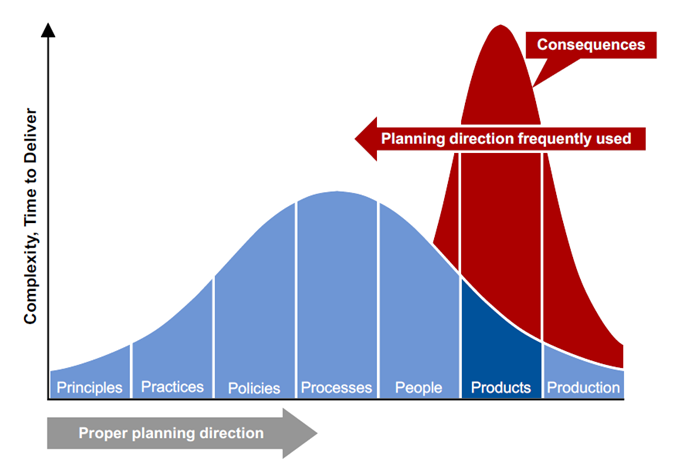 Consequences
Planning direction frequently used
Complexity, Time to Deliver
Principles
Practices
Policies
Processes
People
Products
Production
Proper planning direction